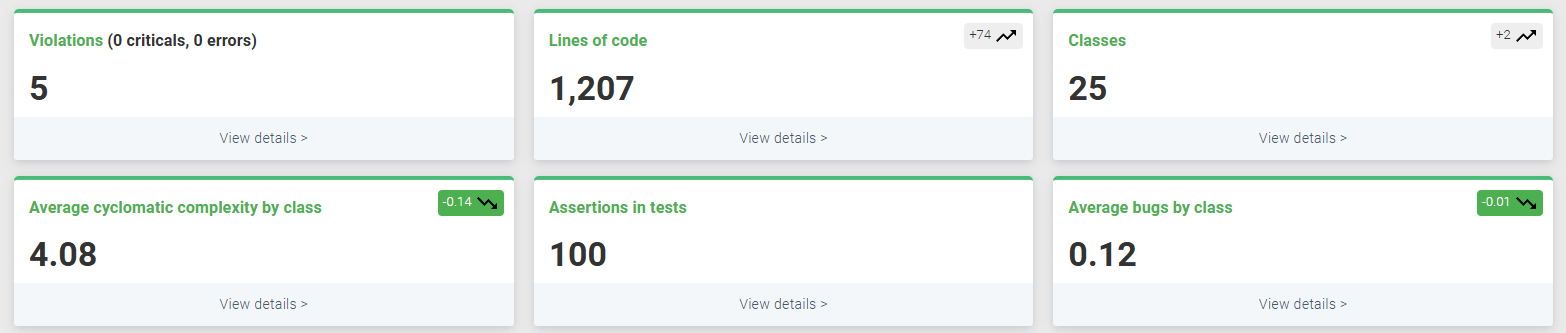 Violations (0 criticals, 0 errors)
5
View details >
Lines of code
+74
1,207
View details >
Classes
+2
25
View details >
Average cyclomatic complexity by class
-0.14
4.08
View details >
Assertions in tests
100
View details >
Average bugs by class
-0.01
0.12
View details >